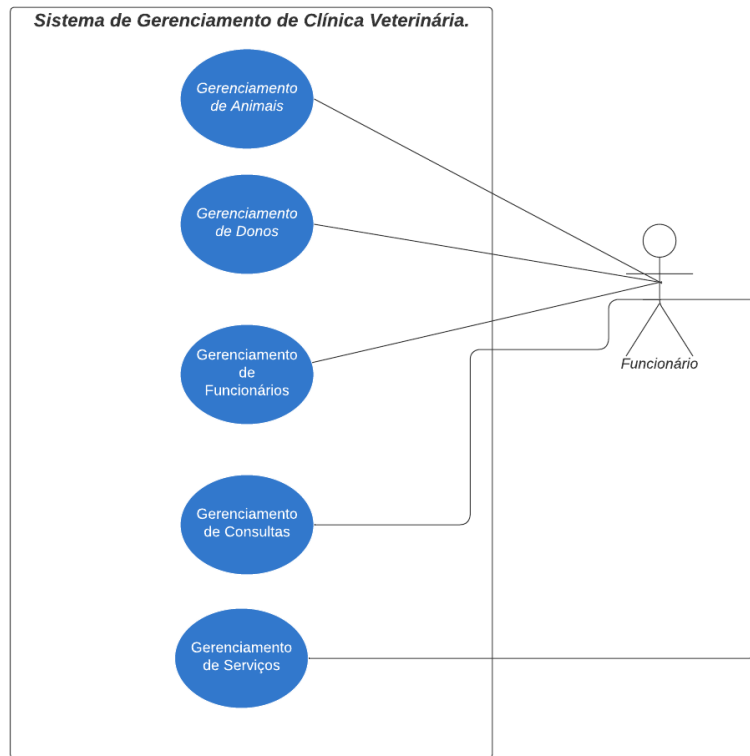 Sistema de Gerenciamento de Clínica Veterinária.
Gerenciamento
de Animais
Gerenciamento
de Donos
Gerenciamento
de
Funcionários
Funcionário
Gerenciamento
de Consultas
Gerenciamento
de Serviços